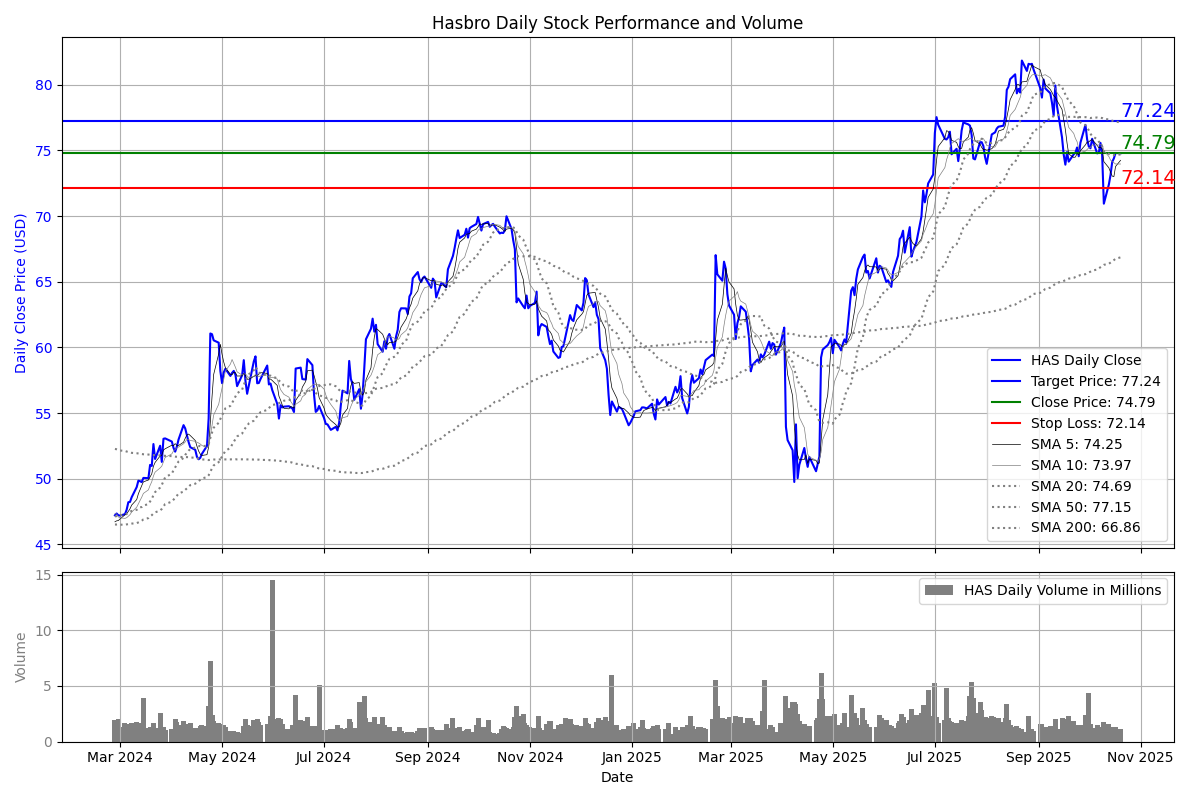 Hasbro Daily Stock Performance and Volume
Daily Close Price (USD)
80
75
70
65
60
55
50
45
77.24
74.79
72.14
HAS Daily Close
Target Price: 77.24
Close Price: 74.79
Stop Loss: 72.14
SMA 5: 74.25
SMA 10: 73.97
SMA 20: 74.69
SMA 50: 77.15
SMA 200: 66.86
Volume
15
10
5
0
HAS Daily Volume in Millions
Mar 2024 May 2024 Jul 2024 Sep 2024 Nov 2024 Jan 2025 Mar 2025 May 2025 Jul 2025 Sep 2025 Nov 2025
Date